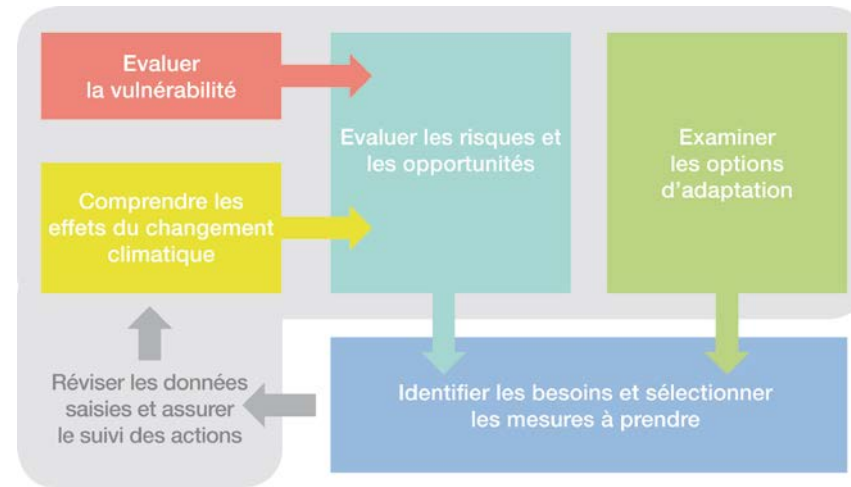 Evaluer
la vulnérabilité
Evaluer les risques et
les opportunités
Examiner
les options
d'adaptation
Comprendre les
effets du changement
climatique
Réviser les données
saisies et assurer
le suivi des actions
Identifier les besoins et sélectionner
les mesures à prendre